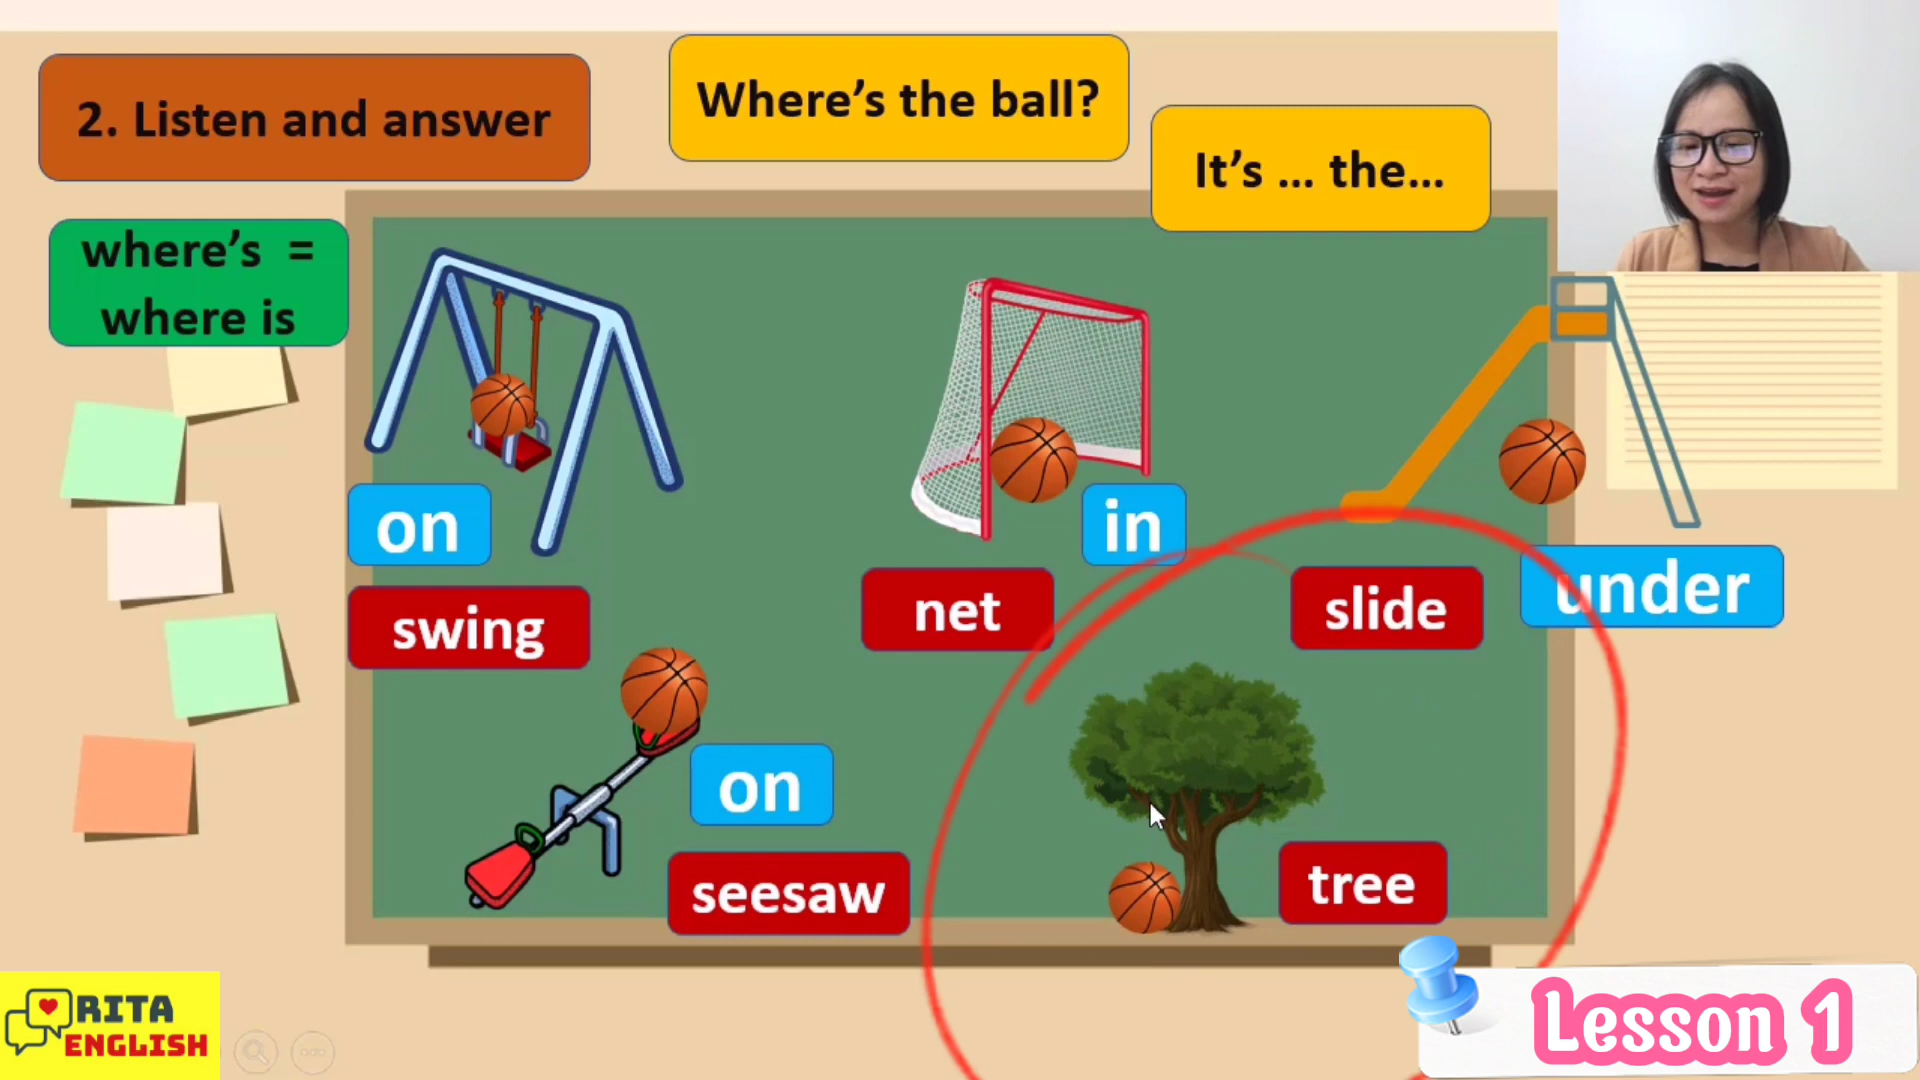 2. Listen and answer
Where's the ball?
It's ... the...
where's =
where is
on
swing
in
net
slide
under
on
seesaw
tree
RITA
ENGLISH
Lesson 1